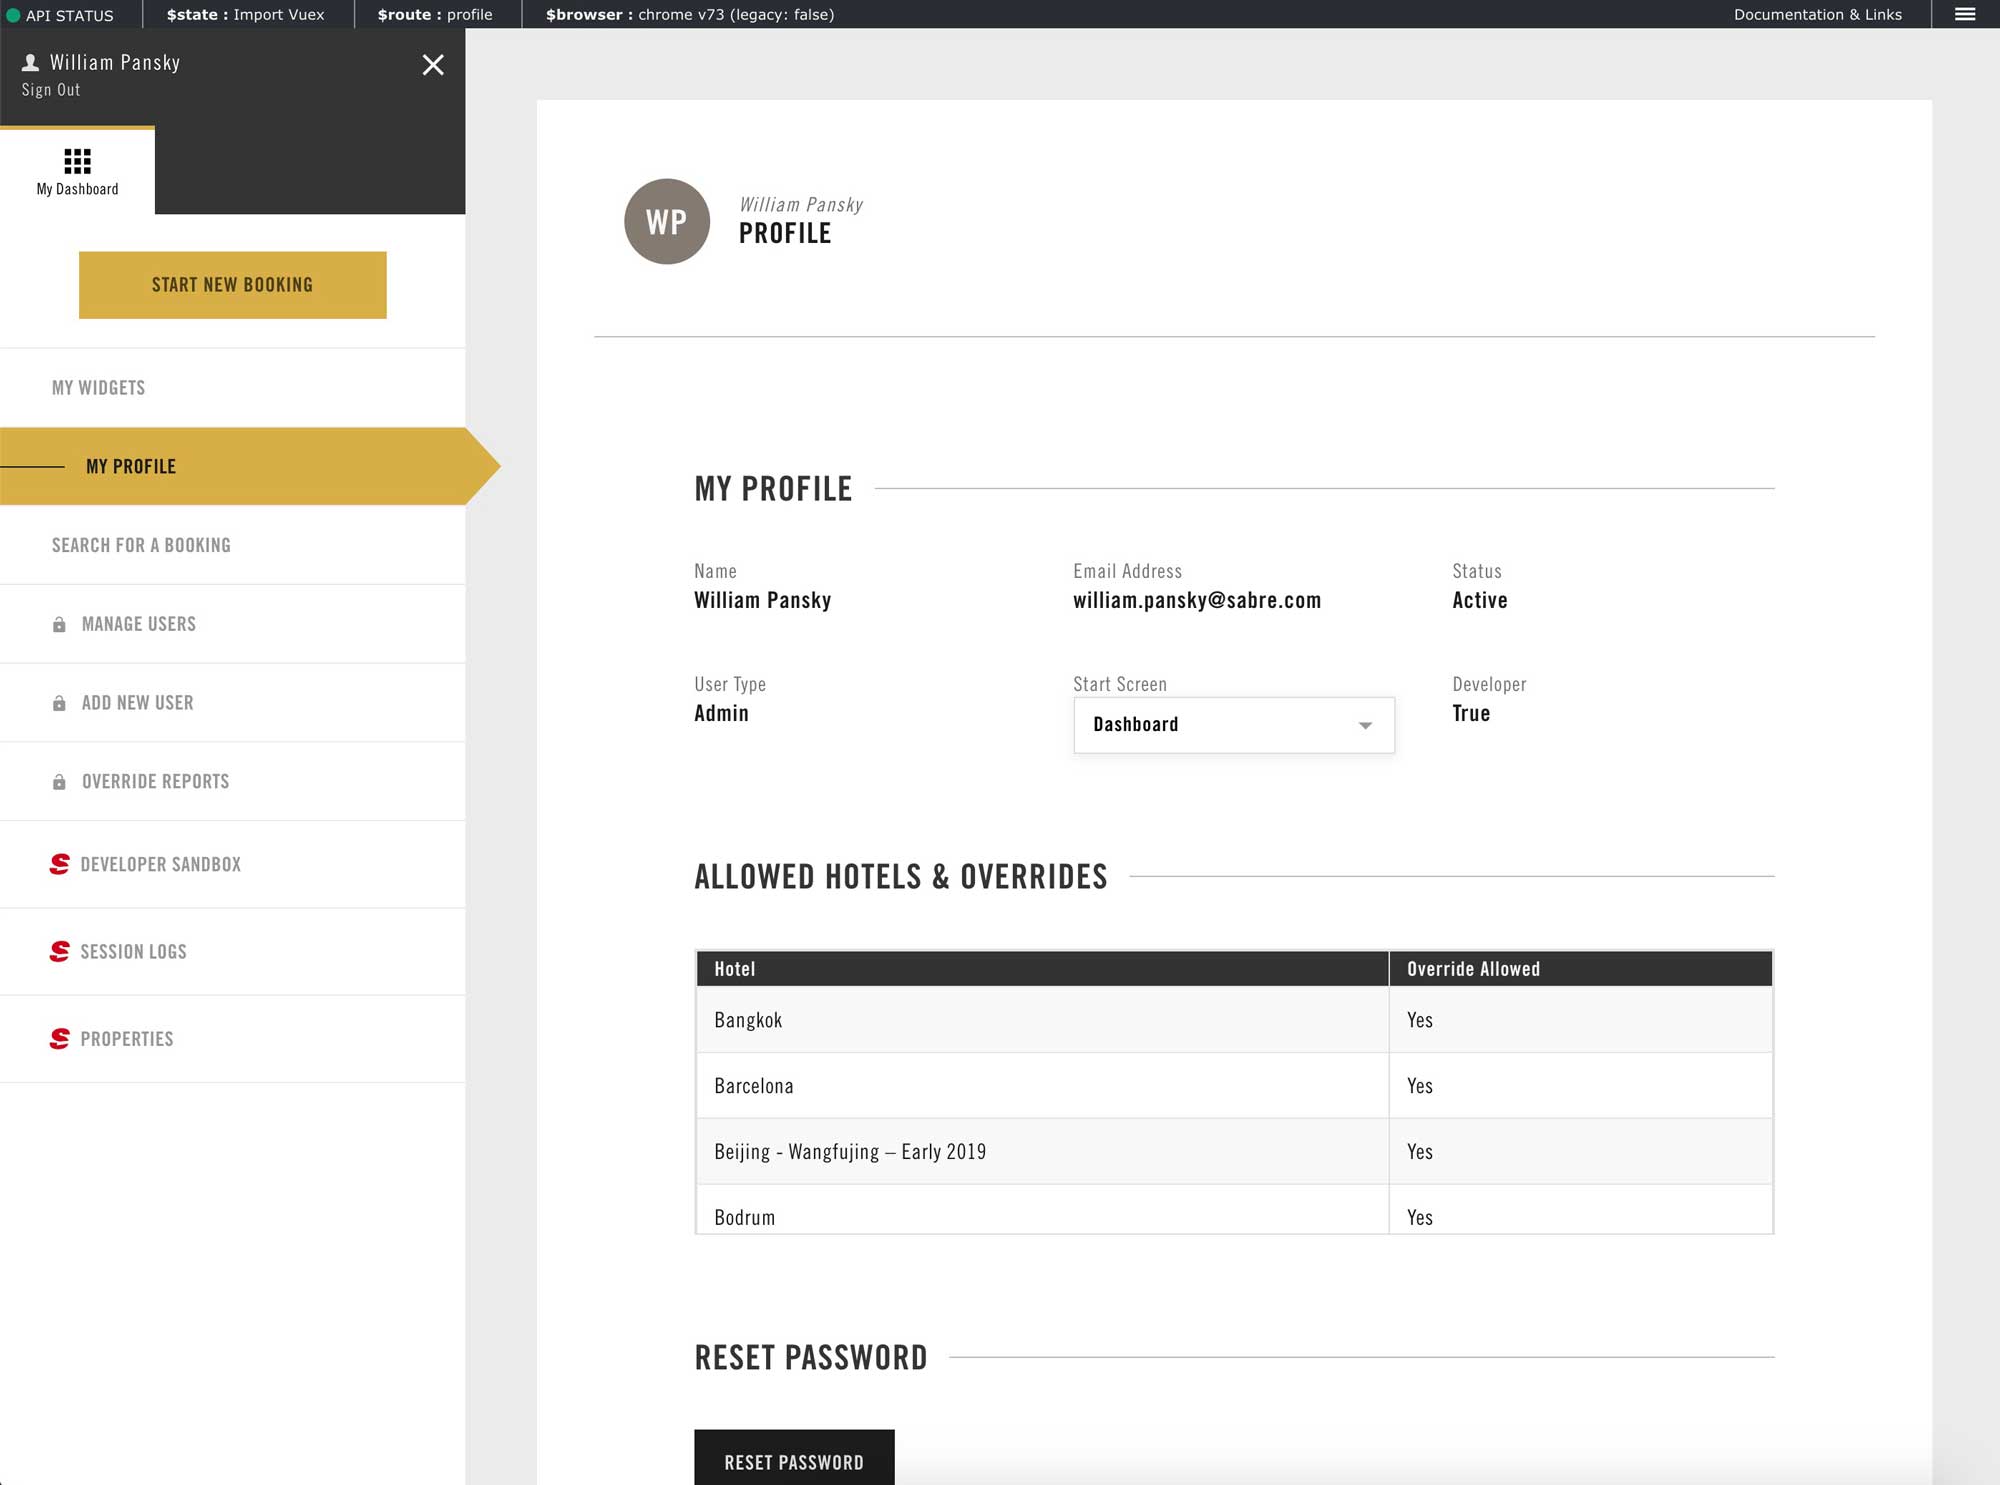 API STATUS $state : Import Vuex $route : profile $browser : chrome v73 (legacy: false) Documentation & Links
William Pansky
Sign Out
My Dashboard
START NEW BOOKING
MY WIDGETS
MY PROFILE
SEARCH FOR A BOOKING
MANAGE USERS
ADD NEW USER
OVERRIDE REPORTS
DEVELOPER SANDBOX
SESSION LOGS
PROPERTIES
WP
William Pansky
PROFILE
MY PROFILE
Name Email Address Status
William Pansky william.pansky@sabre.com Active
User Type Start Screen Developer
Admin Dashboard True
ALLOWED HOTELS & OVERRIDES
Hotel Override Allowed
Bangkok Yes
Barcelona Yes
Beijing - Wangfujing – Early 2019 Yes
Bodrum Yes
RESET PASSWORD
RESET PASSWORD